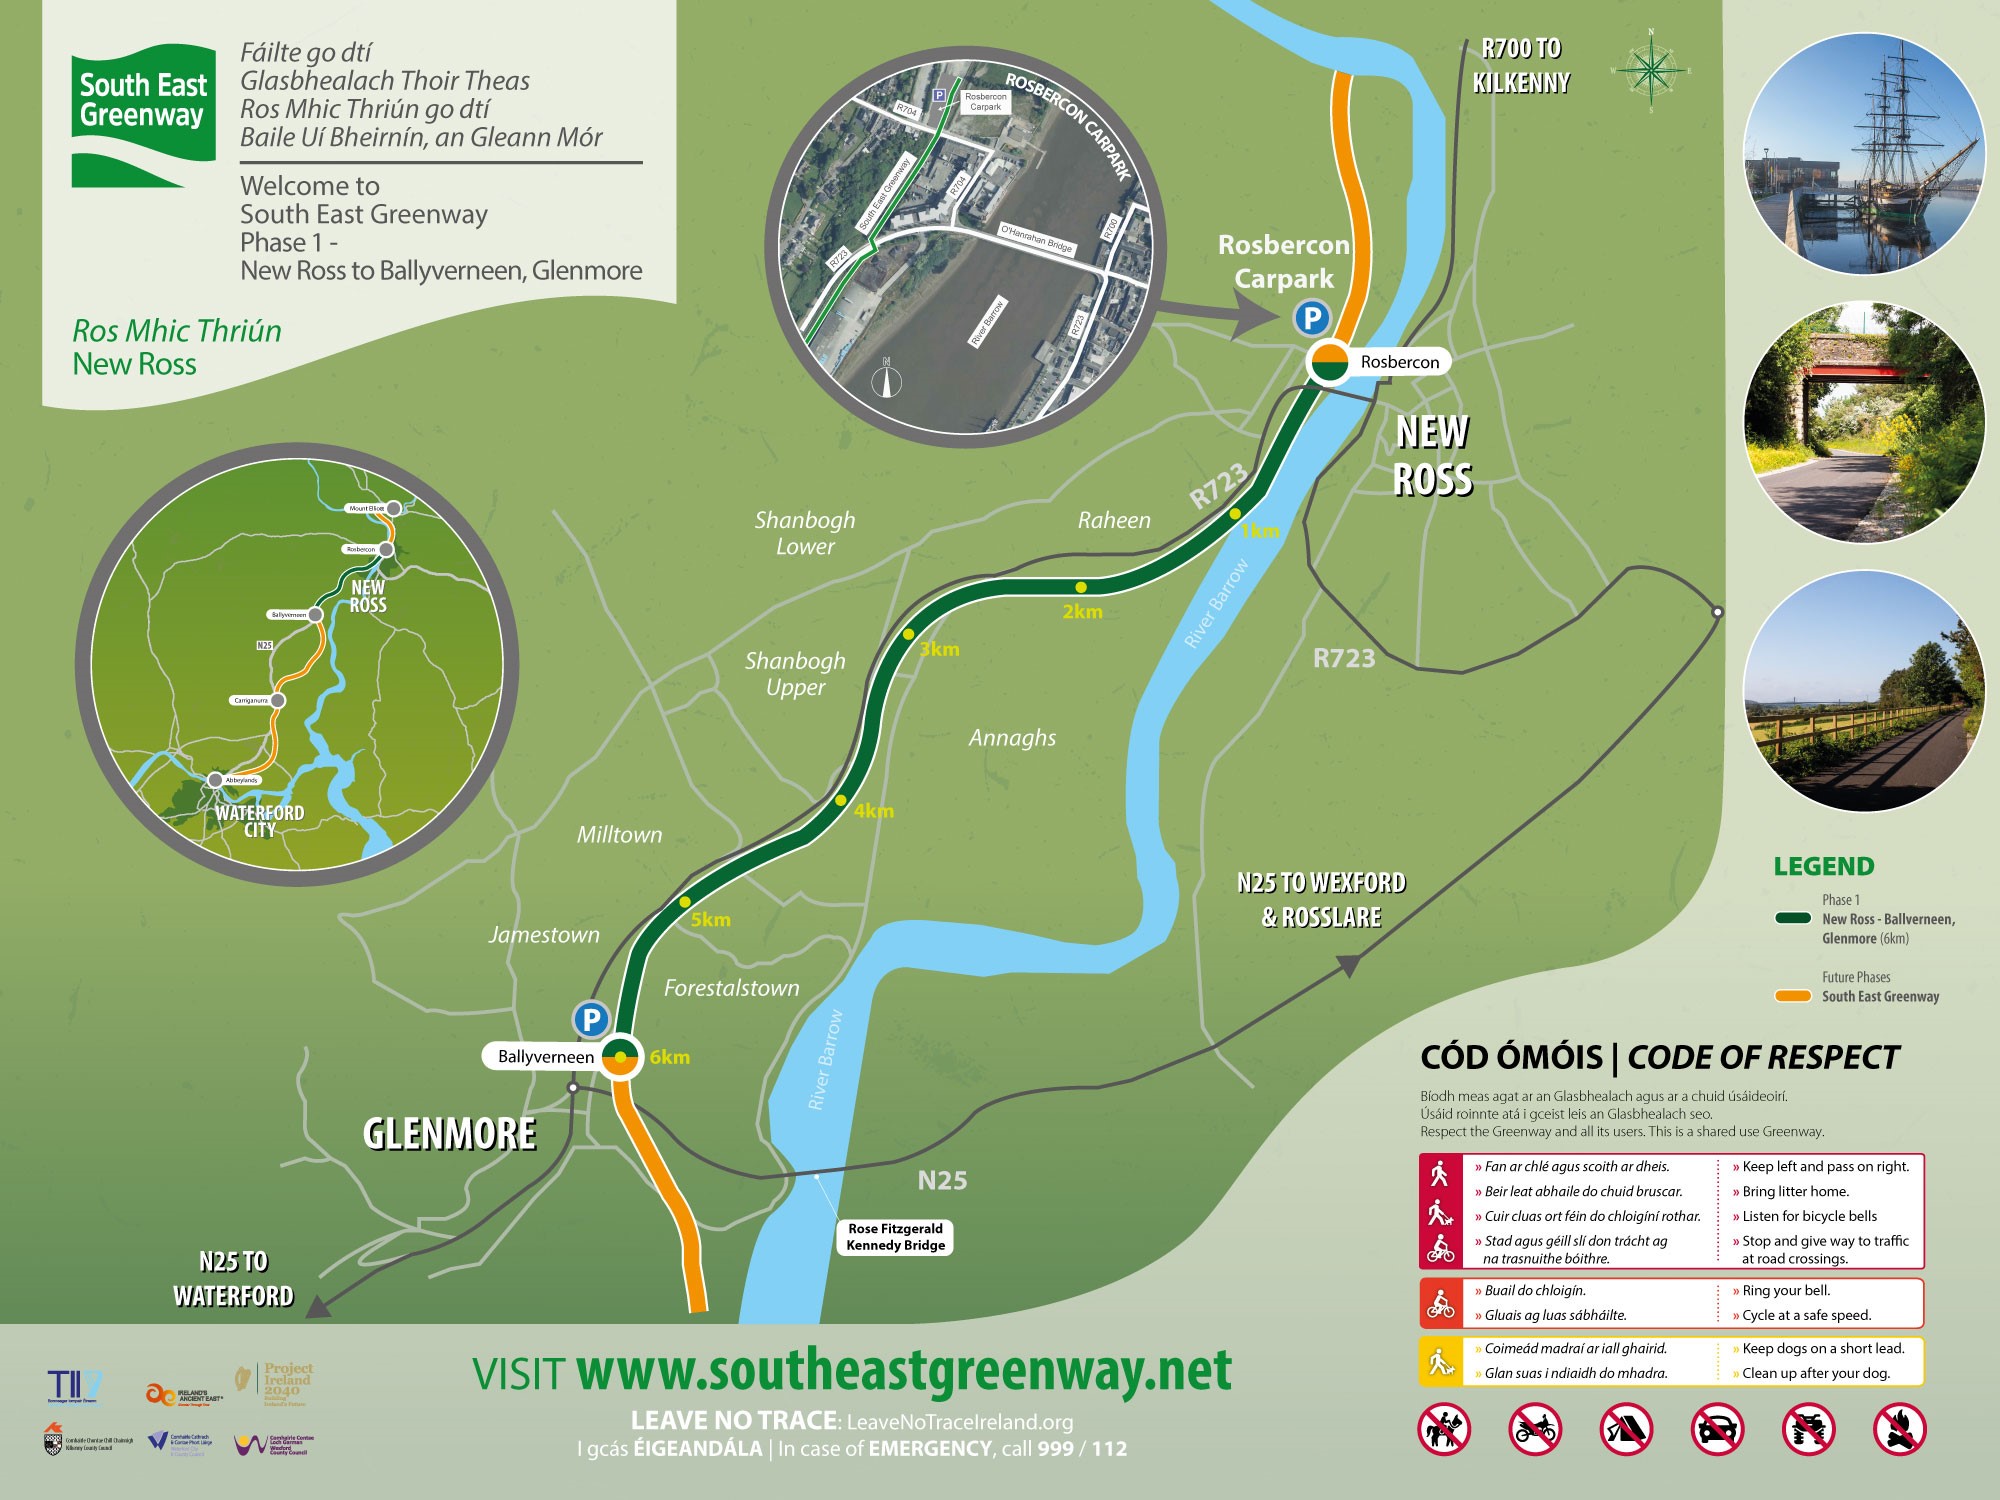 South East
Greenway
Fáilte go dtí
Glasbhealach Thoir Theas
Ros Mhic Thriún go dtí
Baile Uí Bheirnín, an Gleann Mór
Welcome to
South East Greenway
Phase 1 -
New Ross to Ballyverneen, Glenmore
Ros Mhic Thriún
New Ross
ROSBERCON CARPARK
P
Rosbercon
Carpark
R704
South East Greenway
R704
R723
O'Hanrahan Bridge
R700
River Barrow
R723
N
R700 TO
KILKENNY
N
E
S
W
Rosbercon
Carpark
P
Rosbercon
NEW
ROSS
R723
1km
Raheen
2km
Shanbogh
Lower
3km
River Barrow
R723
Shanbogh
Upper
Annaghs
4km
Milltown
5km
Jamestown
Forestalstown
P
Ballyverneen
6km
River Barrow
GLENMORE
N25
Rose Fitzgerald
Kennedy Bridge
N25 TO
WATERFORD
N25 TO WEXFORD
& ROSSLARE
Mount Elliott
Rosbercon
NEW
ROSS
Ballyverneen
N25
Carriganurra
Abbeylands
WATERFORD
CITY
LEGEND
Phase 1
New Ross - Ballverneen,
Glenmore (6km)
Future Phases
South East Greenway
CÓD ÓMÓIS | CODE OF RESPECT
Bíodh meas agat ar an Glasbhealach agus ar a chuid úsáideoirí.
Úsáid roinnte atá i gceist leis an Glasbhealach seo.
Respect the Greenway and all its users. This is a shared use Greenway.
» Fan ar chlé agus scoith ar dheis.
» Beir leat abhaile do chuid bruscar.
» Cuir cluas ort féin do chloigíní rothar.
» Stad agus géill slí don trácht ag
na trasnuithe bóithre.
» Keep left and pass on right.
» Bring litter home.
» Listen for bicycle bells
» Stop and give way to traffic
at road crossings.
» Buail do chloigín.
» Gluais ag luas sábháilte.
» Ring your bell.
» Cycle at a safe speed.
» Coimeád madraí ar iall ghairid.
» Glan suas i ndiaidh do mhadra.
» Keep dogs on a short lead.
» Clean up after your dog.
VISIT www.southeastgreenway.net
LEAVE NO TRACE: LeaveNoTraceIreland.org
I gcás ÉIGEANDÁLA | In case of EMERGENCY, call 999 / 112
TII
IRELAND'S
ANCIENT EAST
Project
Ireland
2040
Comhairle Chontae Chill Chainnigh
Kilkenny County Council
Comhairle Cathrach
& Contae Phort Láirge
Comhairle Contae
Loch Garman
Wexford
County Council